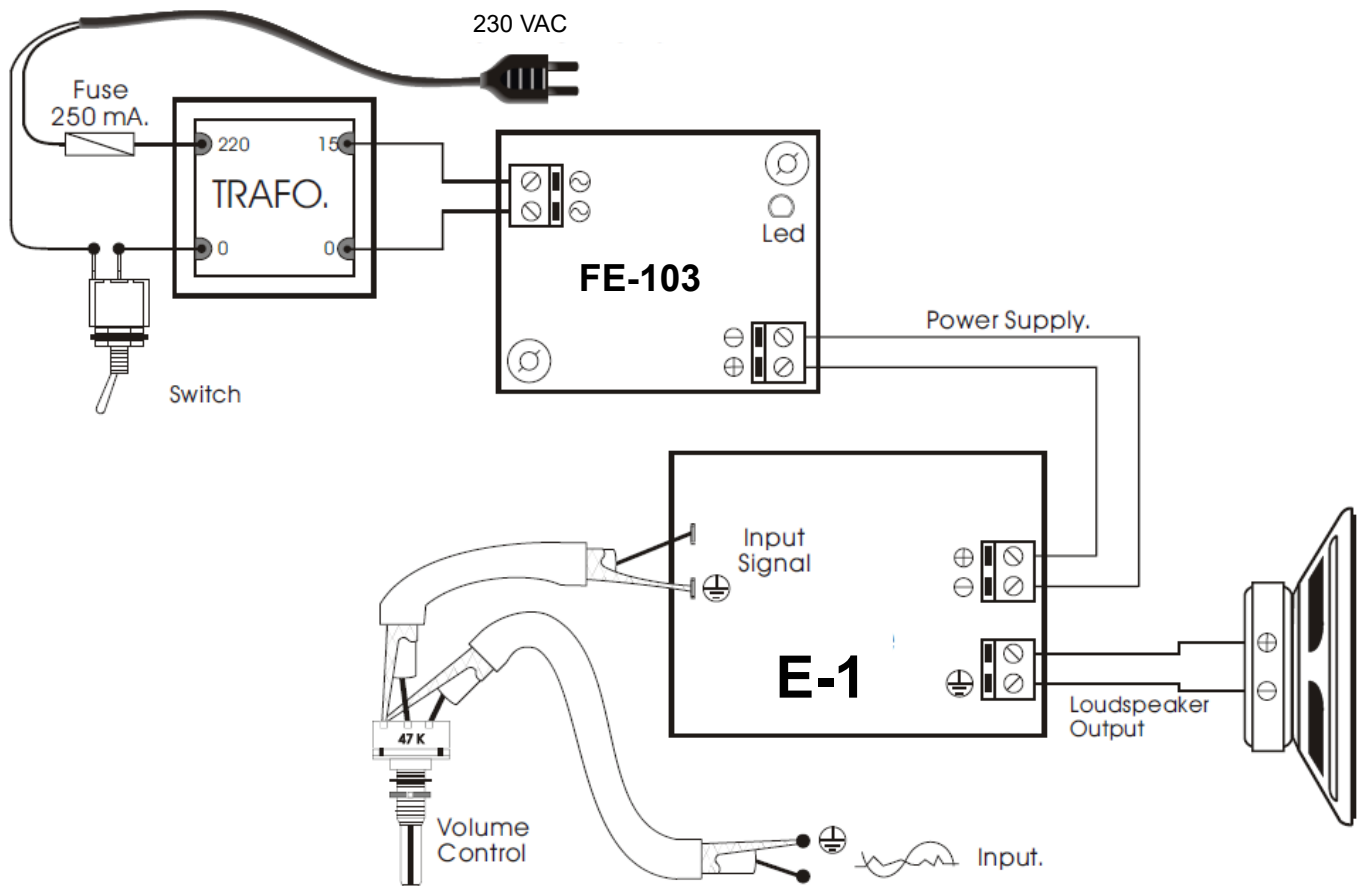 230 VAC
Fuse
250 mA.
220
15
TRAFO.
0
0
Switch
Led
FE-103
Power Supply.
Input
Signal
E-1
Loudspeaker
Output
47 K
Volume
Control
Input.